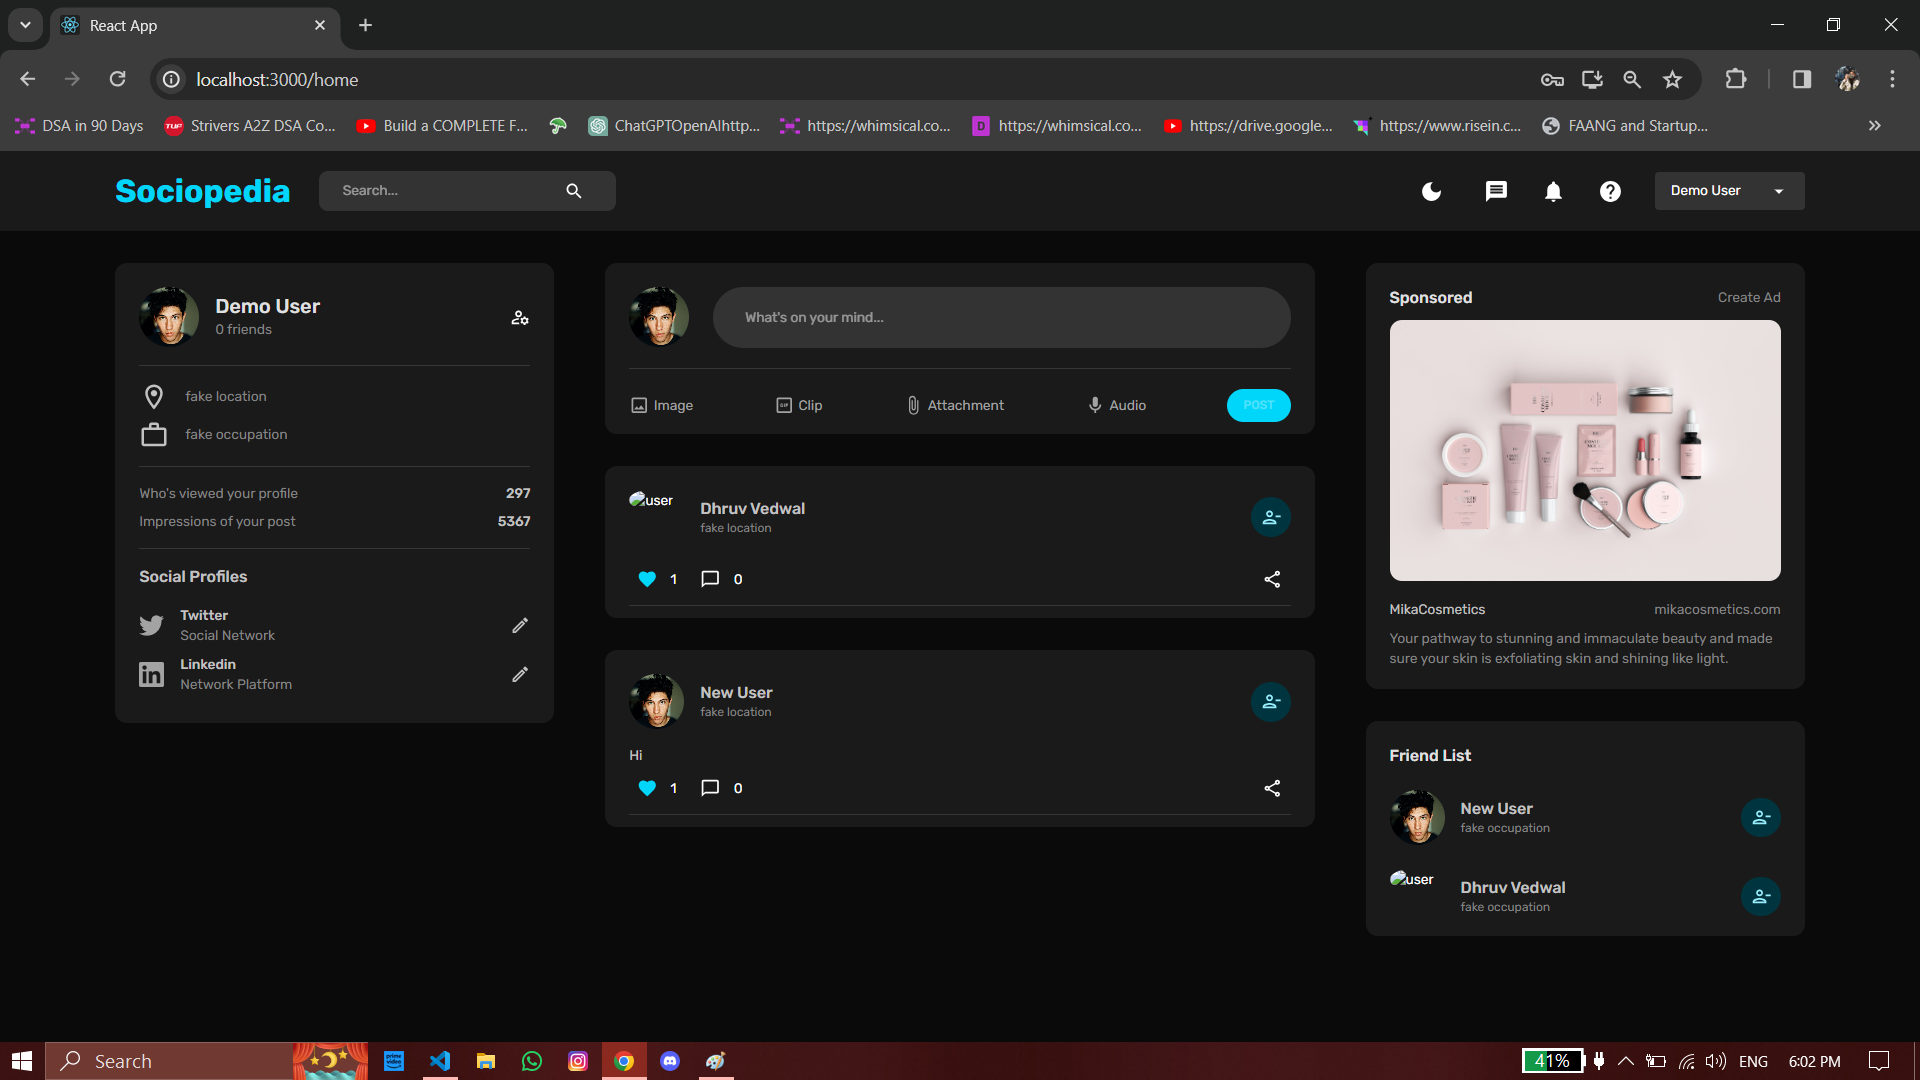 React App
localhost:3000/home
DSA in 90 Days
Strivers A2Z DSA Co...
Build a COMPLETE F...
ChatGPTOpenAIhttp...
https://whimsical.co...
https://whimsical.co...
https://drive.google...
https://www.risein.c...
FAANG and Startup...
Sociopedia
Search...
Demo User
Demo User
0 friends
fake location
fake occupation
Who's viewed your profile 297
Impressions of your post 5367
Social Profiles
Twitter
Social Network
Linkedin
Network Platform
What's on your mind...
Image
Clip
Attachment
Audio
POST
user
Dhruv Vedwal
fake location
1
0
New User
fake location
Hi
1
0
Sponsored
Create Ad
MikaCosmetics
mikacosmetics.com
Your pathway to stunning and immaculate beauty and made
sure your skin is exfoliating skin and shining like light.
Friend List
New User
fake occupation
user
Dhruv Vedwal
fake occupation
Search
prime video
41%
ENG
6:02 PM